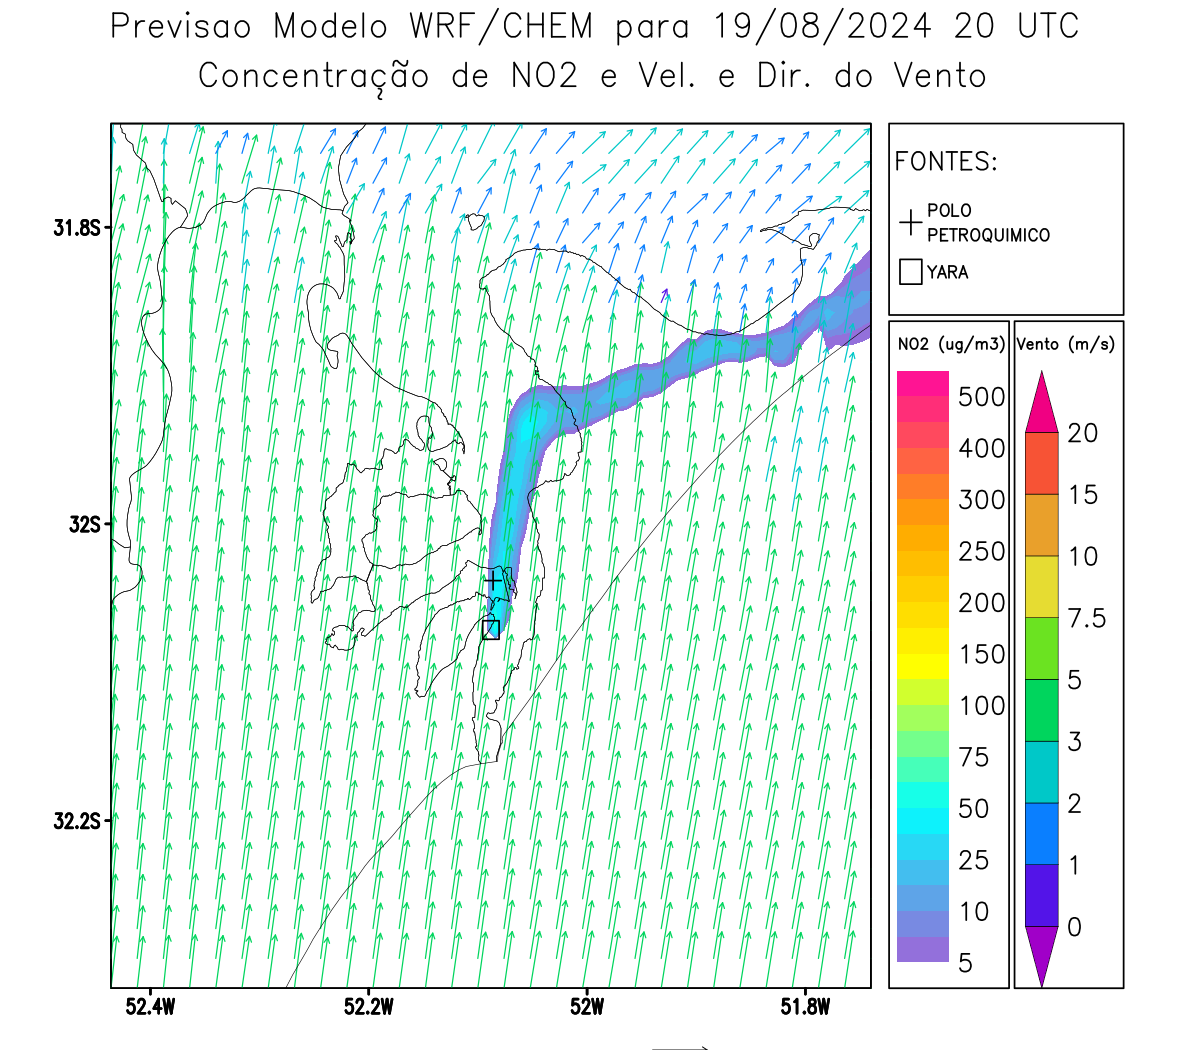 Previsao Modelo WRF/CHEM para 19/08/2024 20 UTC
Concentração de NO2 e Vel. e Dir. do Vento
FONTES:
POLO
PETROQUIMICO
YARA
NO2 (ug/m3)
500
400
300
250
200
150
100
75
50
25
10
5
Vento (m/s)
20
15
10
7.5
5
3
2
1
0
31.8S
32S
32.2S
52.4W
52.2W
52W
51.8W